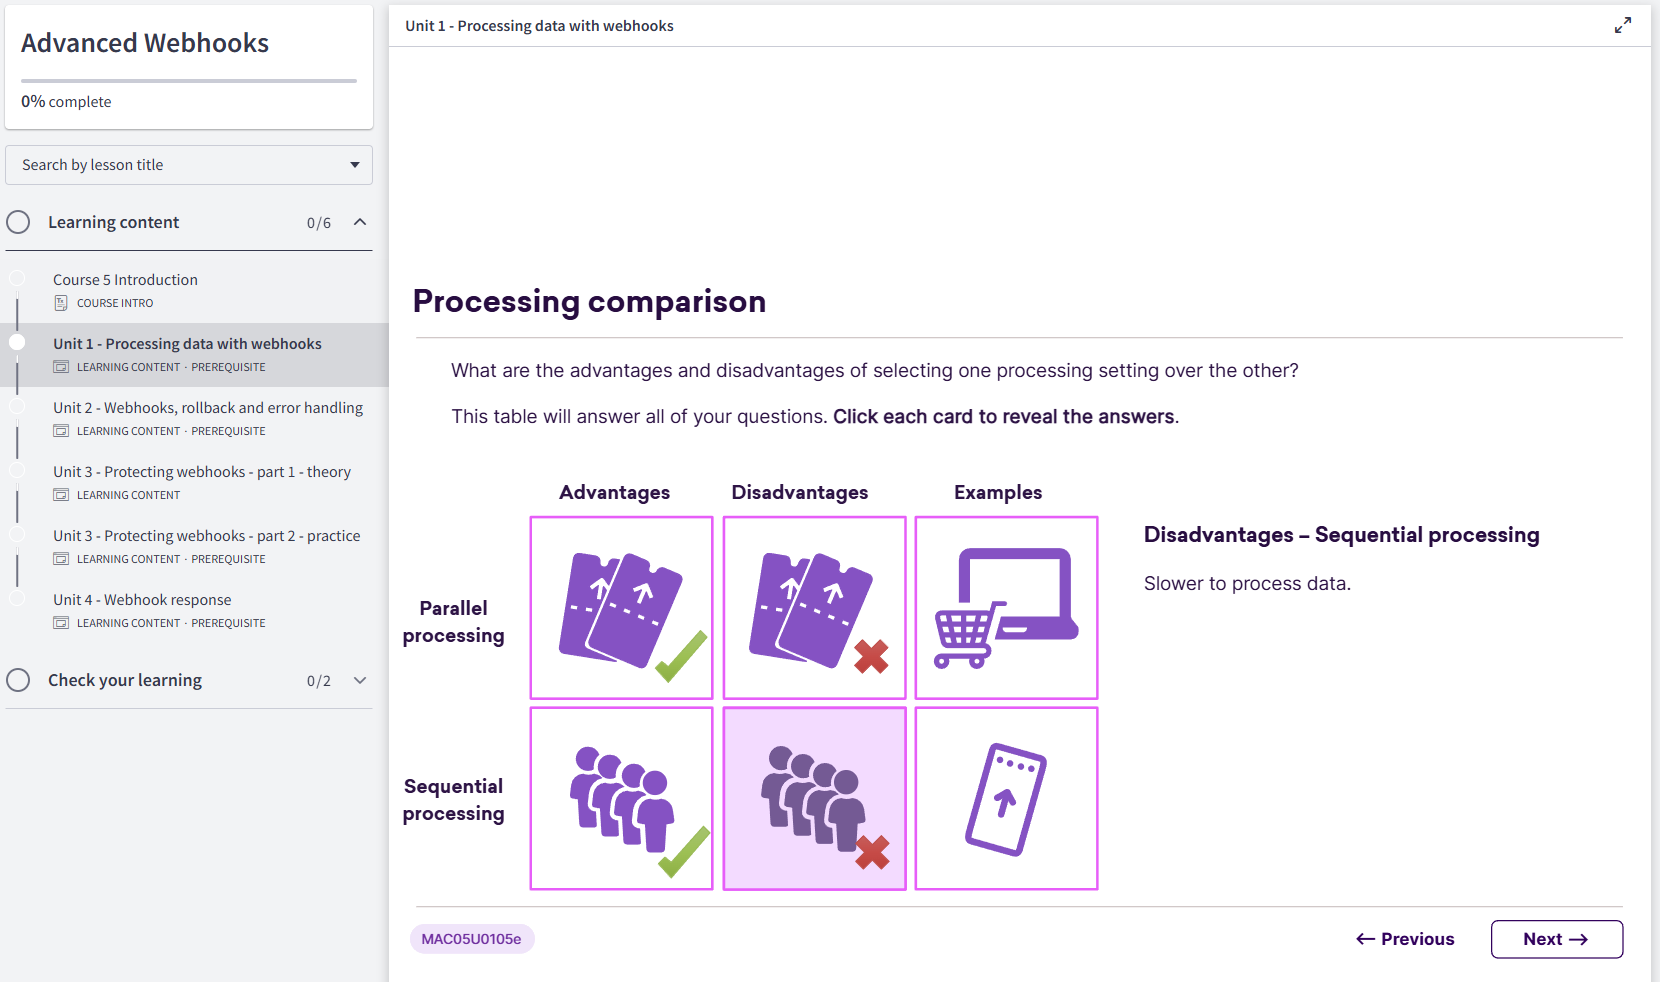 Advanced Webhooks
0% complete
Search by lesson title
Learning content 0/6
Course 5 Introduction
COURSE INTRO
Unit 1 - Processing data with webhooks
LEARNING CONTENT · PREREQUISITE
Unit 2 - Webhooks, rollback and error handling
LEARNING CONTENT · PREREQUISITE
Unit 3 - Protecting webhooks - part 1 - theory
LEARNING CONTENT
Unit 3 - Protecting webhooks - part 2 - practice
LEARNING CONTENT · PREREQUISITE
Unit 4 - Webhook response
LEARNING CONTENT · PREREQUISITE
Check your learning 0/2
Unit 1 - Processing data with webhooks
Processing comparison
What are the advantages and disadvantages of selecting one processing setting over the other?
This table will answer all of your questions. Click each card to reveal the answers.
Advantages Disadvantages Examples
Parallel
processing
Sequential
processing
Disadvantages – Sequential processing
Slower to process data.
MAC05U0105e
← Previous
Next →